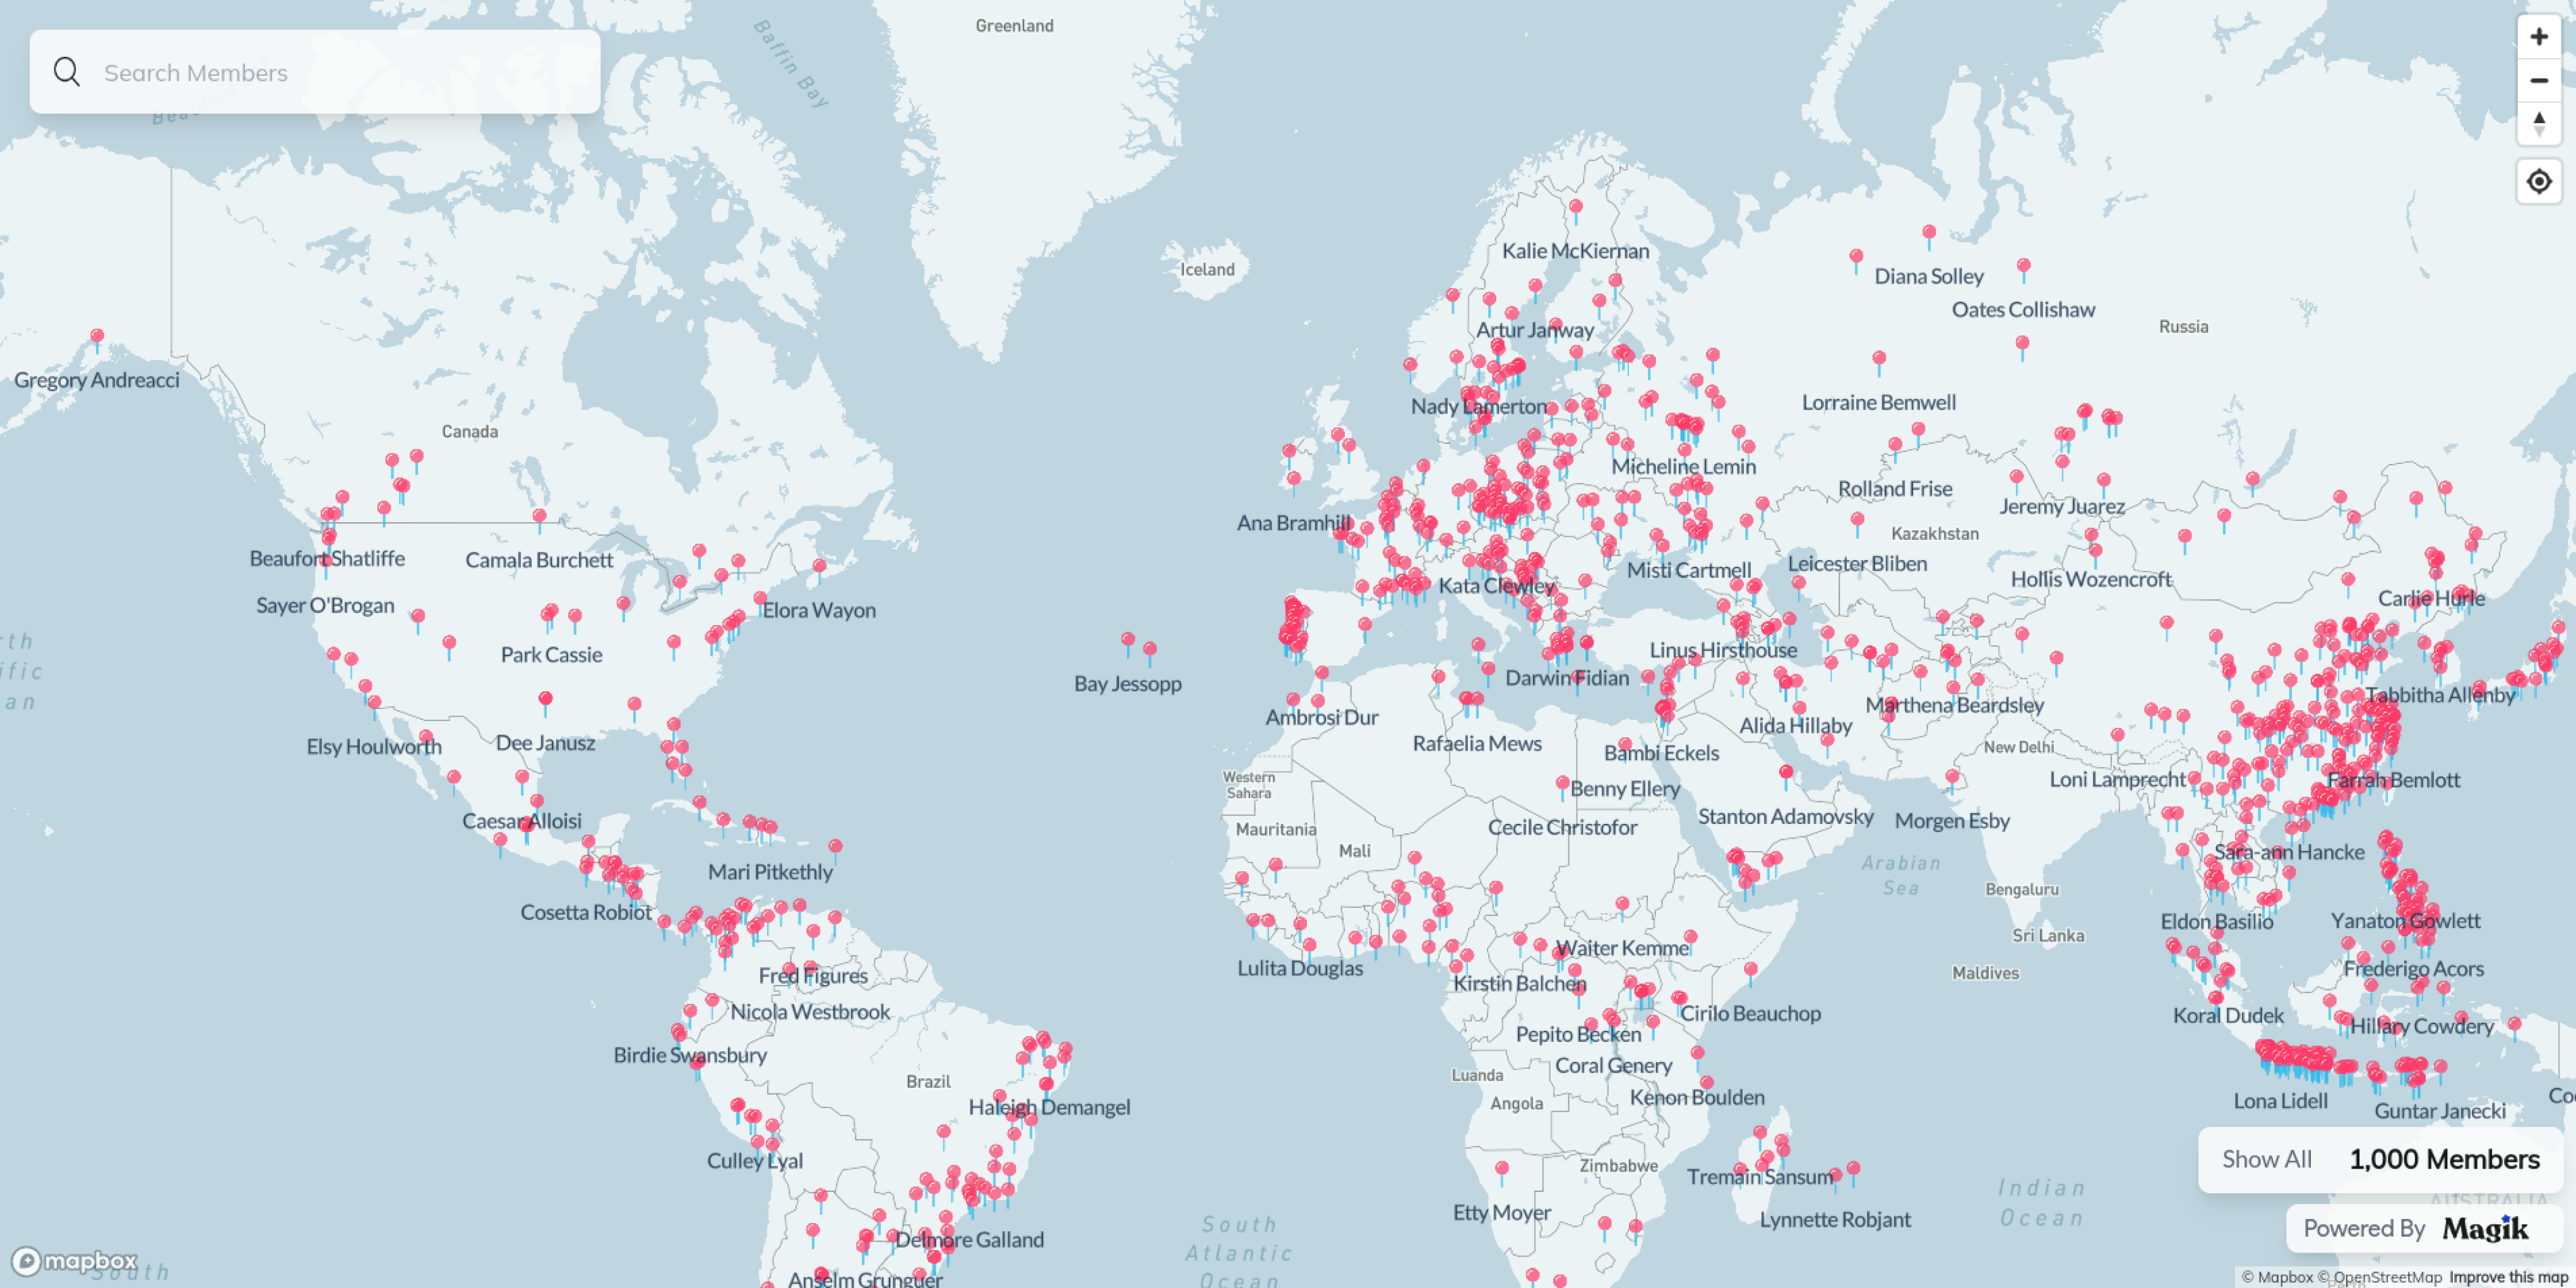 Greenland
Baffin Bay
Search Members
Iceland
Kalie McKiernan
Diana Solley
Oates Collishaw
Russia
Artur Janway
Gregory Andreacci
Nady Lamerton
Lorraine Bemwell
Canada
Micheline Lemin
Rolland Frise
Jeremy Juarez
Ana Bramhill
Kazakhstan
Beaufort Shatliffe
Camala Burchett
Misti Cartmell
Leicester Bliben
Hollis Wozencroft
Kata Clewley
Carlie Hurle
Sayer O'Brogan
Elora Wayon
Park Cassie
Linus Hirsthouse
Bay Jessopp
Darwin Fidian
Tabbitha Allenby
Marthena Beardsley
Ambrosi Dur
Alida Hillaby
Elsy Houlworth
Dee Janusz
Rafaelia Mews
Bambi Eckels
New Delhi
Western
Sahara
Loni Lamprecht
Farrah Bemlott
Benny Ellery
Stanton Adamovsky
Morgen Esby
Caesar Alloisi
Cecile Christofor
Mauritania
Mali
Sara-ann Hancke
Arabian
Sea
Mari Pitkethly
Bengaluru
Cosetta Robiot
Eldon Basilio
Yanaton Gowlett
Sri Lanka
Waiter Kemme
Lulita Douglas
Frederigo Acors
Maldives
Fred Figures
Kirstin Balchen
Nicola Westbrook
Cirilo Beauchop
Koral Dudek
Hillary Cowdery
Pepito Becken
Birdie Swansbury
Coral Genery
Luanda
Brazil
Kenon Boulden
Angola
Haleigh Demangel
Lona Lidell
Guntar Janecki
Culley Lyal
Zimbabwe
Tremain Sansum
Show All 1,000 Members
Indian
Ocean
AUSTRALIA
Etty Moyer
Lynnette Robjant
South
Atlantic
Ocean
Powered By Magik
Delmore Galland
mapbox
South
Anselm Grunguer
© Mapbox © OpenStreetMap Improve this map